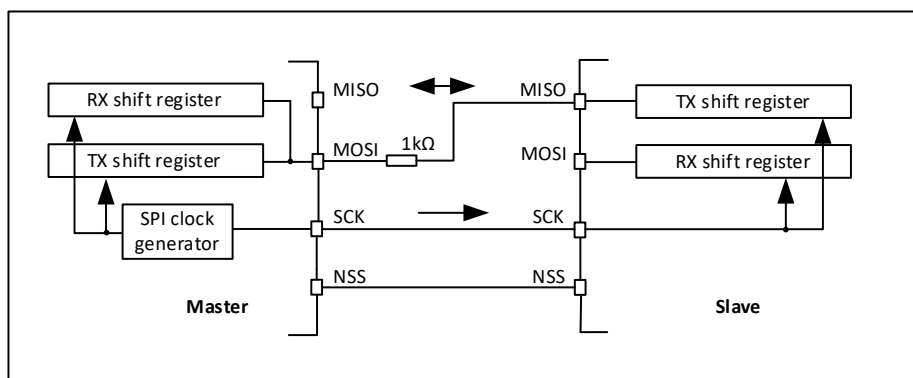 MISO
MISO
RX shift register
TX shift register
1kΩ
TX shift register
MOSI
MOSI
RX shift register
SPI clock
generator
SCK
SCK
NSS
NSS
Master
Slave